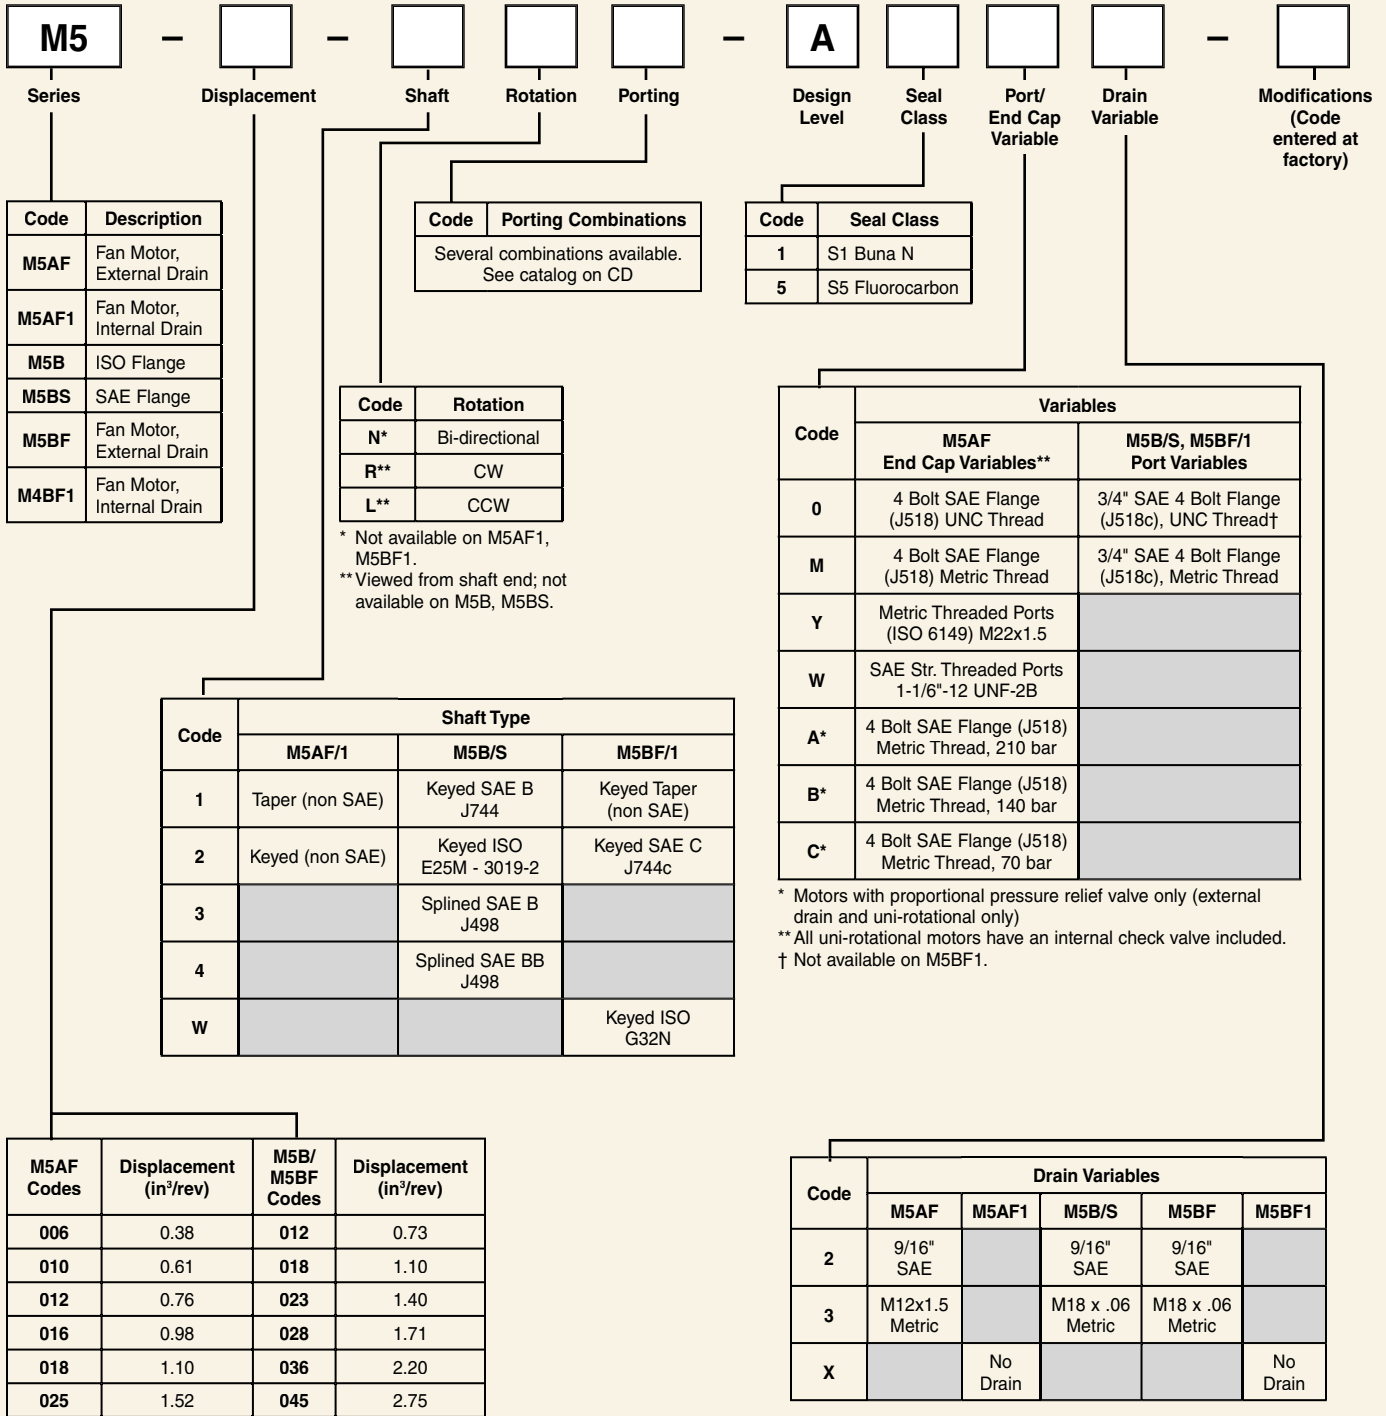 M5 – – – A –
Series Displacement Shaft Rotation Porting Design Level Seal Class Port/ End Cap Variable Drain Variable Modifications (Code entered at factory)
Code Description
M5AF Fan Motor, External Drain
M5AF1 Fan Motor, Internal Drain
M5B ISO Flange
M5BS SAE Flange
M5BF Fan Motor, External Drain
M4BF1 Fan Motor, Internal Drain
Code Porting Combinations
Several combinations available.
See catalog on CD
Code Seal Class
1 S1 Buna N
5 S5 Fluorocarbon
Code Rotation
N* Bi-directional
R** CW
L** CCW
* Not available on M5AF1,
M5BF1.
** Viewed from shaft end; not
available on M5B, M5BS.
Code Variables
M5AF End Cap Variables** M5B/S, M5BF/1 Port Variables
0 4 Bolt SAE Flange (J518) UNC Thread 3/4" SAE 4 Bolt Flange (J518c), UNC Thread†
M 4 Bolt SAE Flange (J518) Metric Thread 3/4" SAE 4 Bolt Flange (J518c), Metric Thread
Y Metric Threaded Ports (ISO 6149) M22x1.5
W SAE Str. Threaded Ports 1-1/6"-12 UNF-2B
A* 4 Bolt SAE Flange (J518) Metric Thread, 210 bar
B* 4 Bolt SAE Flange (J518) Metric Thread, 140 bar
C* 4 Bolt SAE Flange (J518) Metric Thread, 70 bar
* Motors with proportional pressure relief valve only (external
drain and uni-rotational only)
** All uni-rotational motors have an internal check valve included.
† Not available on M5BF1.
Code Shaft Type
M5AF/1 M5B/S M5BF/1
1 Taper (non SAE) Keyed SAE B J744 Keyed Taper (non SAE)
2 Keyed (non SAE) Keyed ISO E25M - 3019-2 Keyed SAE C J744c
3 Splined SAE B J498
4 Splined SAE BB J498
W Keyed ISO G32N
M5AF Codes Displacement (in³/rev) M5B/ M5BF Codes Displacement (in³/rev)
006 0.38 012 0.73
010 0.61 018 1.10
012 0.76 023 1.40
016 0.98 028 1.71
018 1.10 036 2.20
025 1.52 045 2.75
Code Drain Variables
M5AF M5AF1 M5B/S M5BF M5BF1
2 9/16" SAE 9/16" SAE 9/16" SAE
3 M12x1.5 Metric M18 x .06 Metric M18 x .06 Metric
X No Drain No Drain